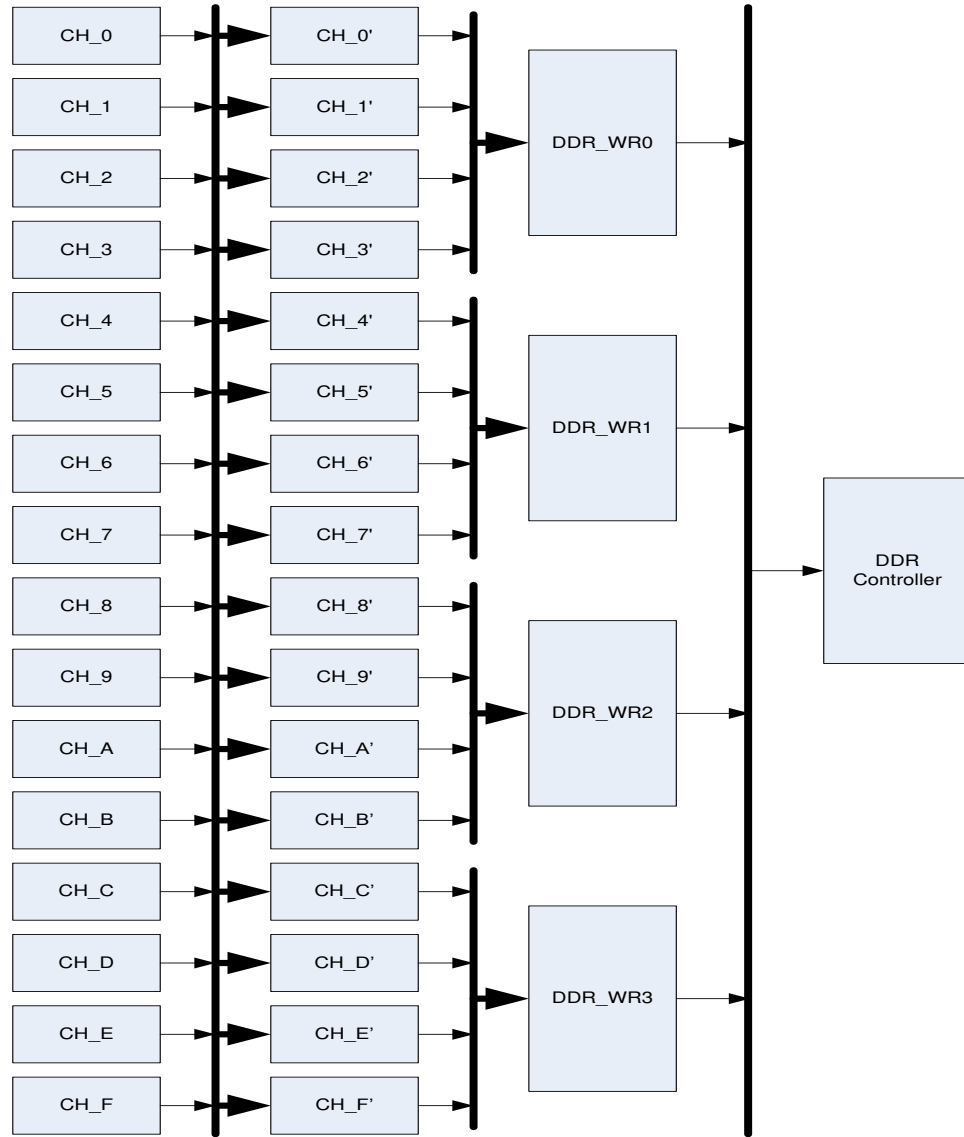 CH_0
CH_0'
CH_1
CH_1'
CH_2
CH_2'
CH_3
CH_3'
DDR_WR0
CH_4
CH_4'
CH_5
CH_5'
CH_6
CH_6'
CH_7
CH_7'
DDR_WR1
CH_8
CH_8'
CH_9
CH_9'
CH_A
CH_A'
CH_B
CH_B'
DDR_WR2
CH_C
CH_C'
CH_D
CH_D'
CH_E
CH_E'
CH_F
CH_F'
DDR_WR3
DDR
Controller